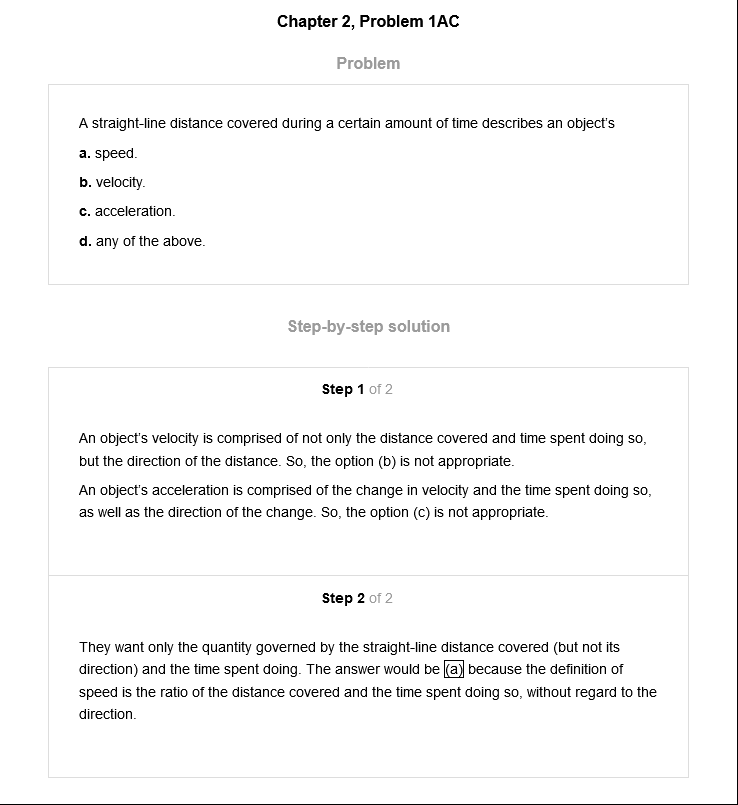 Chapter 2, Problem 1AC
Problem
A straight-line distance covered during a certain amount of time describes an object's
a. speed.
b. velocity.
c. acceleration.
d. any of the above.
Step-by-step solution
Step 1 of 2
An object's velocity is comprised of not only the distance covered and time spent doing so,
but the direction of the distance. So, the option (b) is not appropriate.
An object's acceleration is comprised of the change in velocity and the time spent doing so,
as well as the direction of the change. So, the option (c) is not appropriate.
Step 2 of 2
They want only the quantity governed by the straight-line distance covered (but not its
direction) and the time spent doing. The answer would be (a) because the definition of
speed is the ratio of the distance covered and the time spent doing so, without regard to the
direction.